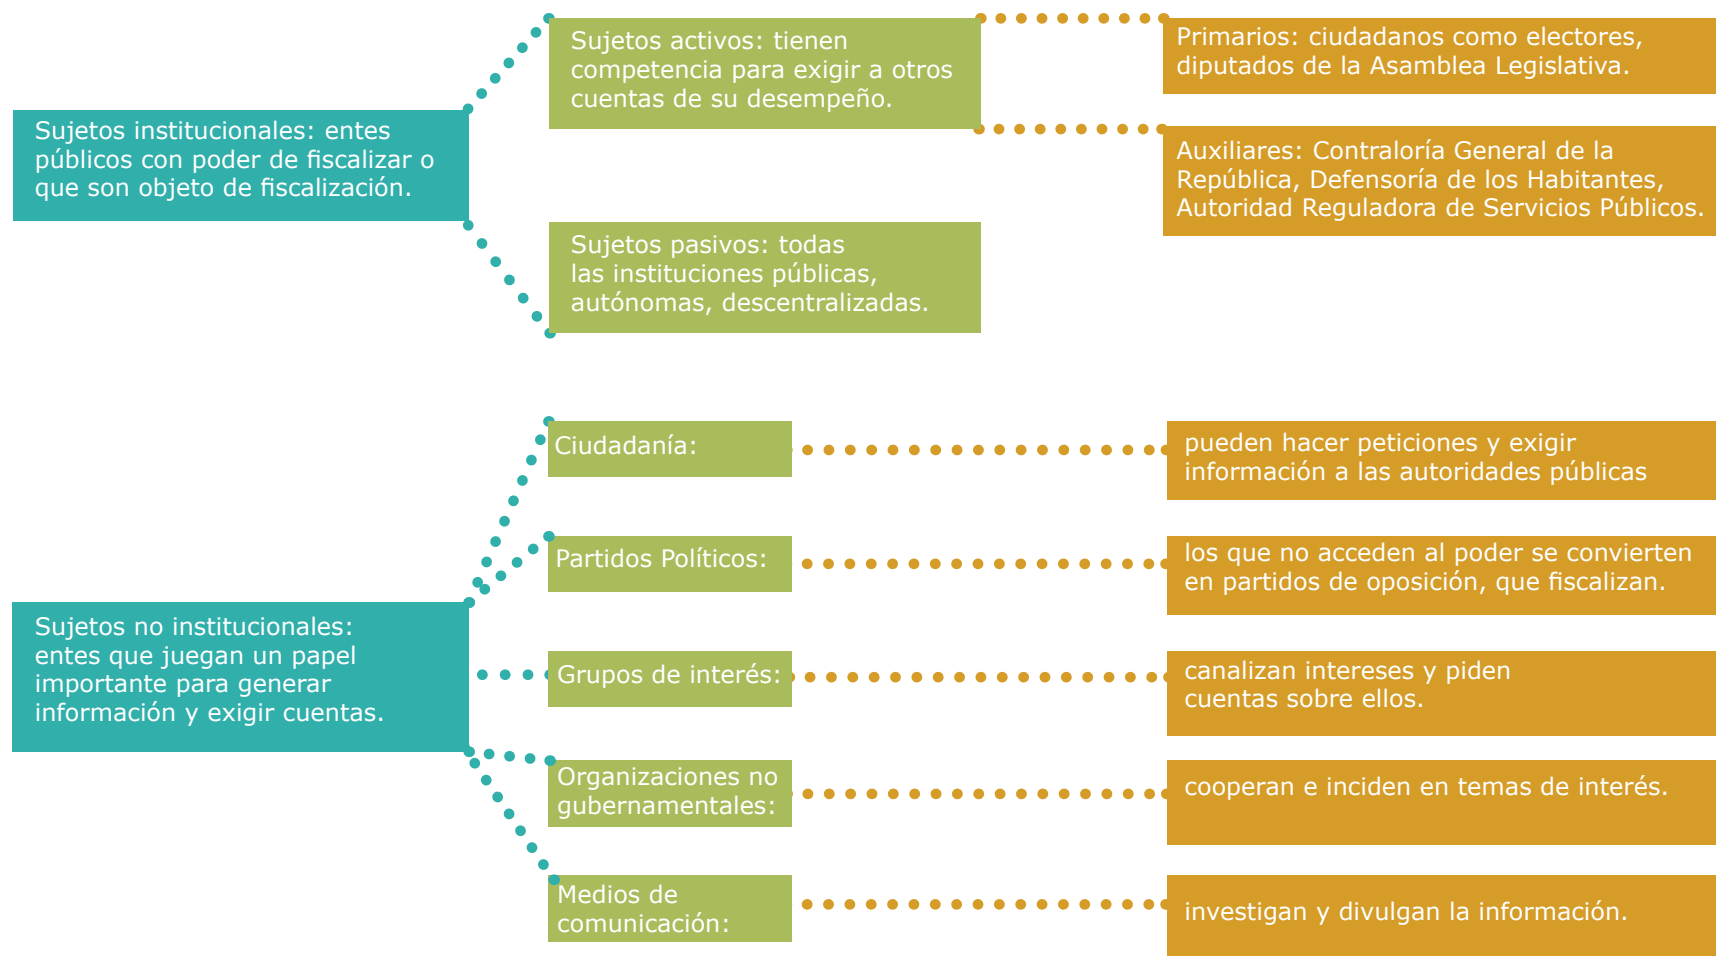 Sujetos institucionales: entes
públicos con poder de fiscalizar o
que son objeto de fiscalización.
Sujetos activos: tienen
competencia para exigir a otros
cuentas de su desempeño.
Primarios: ciudadanos como electores,
diputados de la Asamblea Legislativa.
Auxiliares: Contraloría General de la
República, Defensoría de los Habitantes,
Autoridad Reguladora de Servicios Públicos.
Sujetos pasivos: todas
las instituciones públicas,
autónomas, descentralizadas.
Sujetos no institucionales:
entes que juegan un papel
importante para generar
información y exigir cuentas.
Ciudadanía:
pueden hacer peticiones y exigir
información a las autoridades públicas
Partidos Políticos:
los que no acceden al poder se convierten
en partidos de oposición, que fiscalizan.
Grupos de interés:
canalizan intereses y piden
cuentas sobre ellos.
Organizaciones no
gubernamentales:
cooperan e inciden en temas de interés.
Medios de
comunicación:
investigan y divulgan la información.